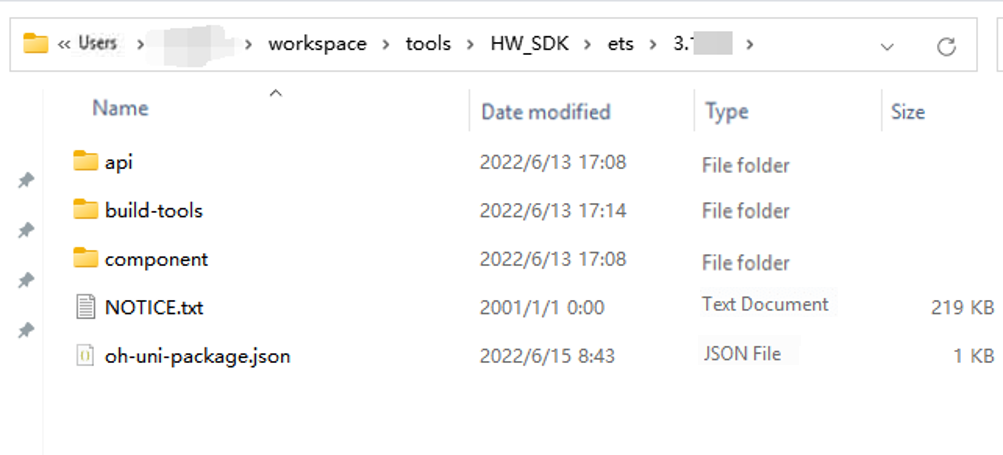 « Users › › workspace › tools › HW_SDK › ets › 3. ›
Name Date modified Type Size
api 2022/6/13 17:08 File folder
build-tools 2022/6/13 17:14 File folder
component 2022/6/13 17:08 File folder
NOTICE.txt 2001/1/1 0:00 Text Document 219 KB
oh-uni-package.json 2022/6/15 8:43 JSON File 1 KB